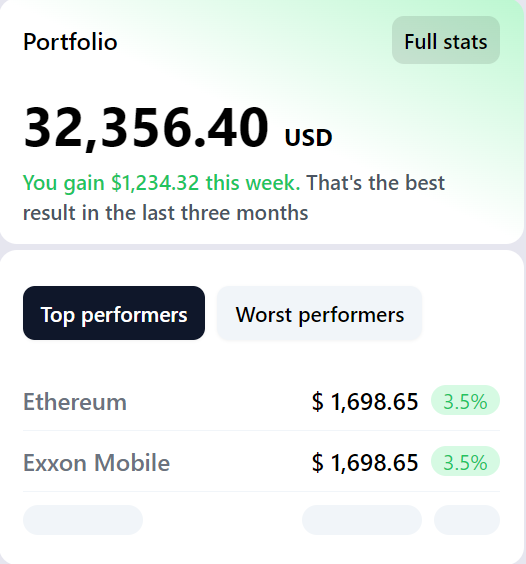 Portfolio
Full stats
32,356.40 USD
You gain $1,234.32 this week. That's the best
result in the last three months
Top performers
Worst performers
Ethereum $ 1,698.65 3.5%
Exxon Mobile $ 1,698.65 3.5%